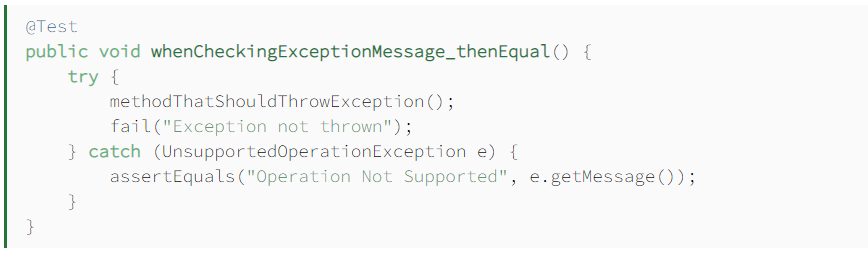 @Test
public void whenCheckingExceptionMessage_thenEqual() {
    try {
        methodThatShouldThrowException();
        fail("Exception not thrown");
    } catch (UnsupportedOperationException e) {
        assertEquals("Operation Not Supported", e.getMessage());
    }
}